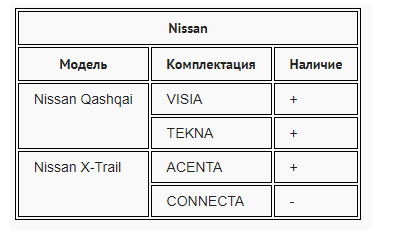 Nissan
Модель Комплектация Наличие
Nissan Qashqai VISIA +
TEKNA +
Nissan X-Trail ACENTA +
CONNECTA -